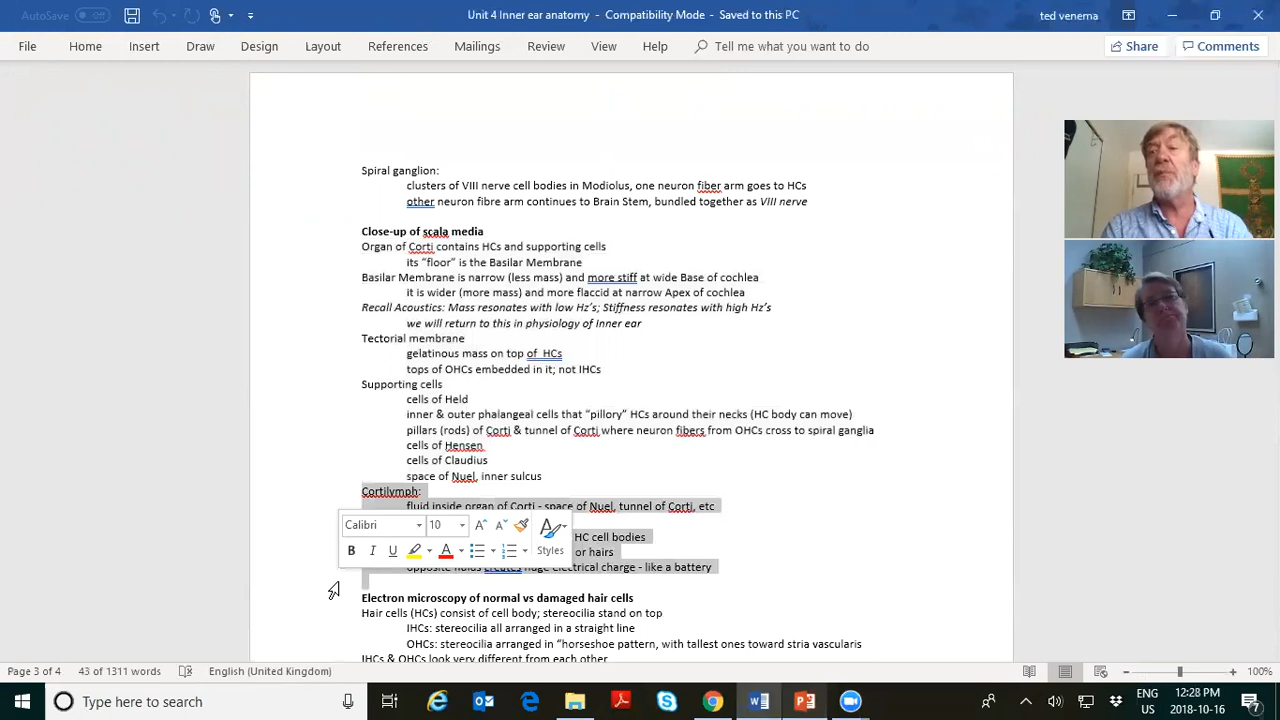 AutoSave Off
Unit 4 Inner ear anatomy - Compatibility Mode - Saved to this PC
ted venema
File Home Insert Draw Design Layout References Mailings Review View Help Tell me what you want to do Share Comments
Spiral ganglion:
clusters of VIII nerve cell bodies in Modiolus, one neuron fiber arm goes to HCs
other neuron fibre arm continues to Brain Stem, bundled together as VIII nerve
Close-up of scala media
Organ of Corti contains HCs and supporting cells
its “floor” is the Basilar Membrane
Basilar Membrane is narrow (less mass) and more stiff at wide Base of cochlea
it is wider (more mass) and more flaccid at narrow Apex of cochlea
Recall Acoustics: Mass resonates with low Hz’s; Stiffness resonates with high Hz’s
we will return to this in physiology of Inner ear
Tectorial membrane
gelatinous mass on top of HCs
tops of OHCs embedded in it; not IHCs
Supporting cells
cells of Held
inner & outer phalangeal cells that “pillory” HCs around their necks (HC body can move)
pillars (rods) of Corti & tunnel of Corti where neuron fibers from OHCs cross to spiral ganglia
cells of Hensen
cells of Claudius
space of Nuel, inner sulcus
Cortilymph:
fluid inside organ of Corti - space of Nuel, tunnel of Corti, etc
Calibri 10
HC cell bodies
or hairs
Styles
opposite fluids creates huge electrical charge - like a battery
Electron microscopy of normal vs damaged hair cells
Hair cells (HCs) consist of cell body; stereocilia stand on top
IHCs: stereocilia all arranged in a straight line
OHCs: stereocilia arranged in “horseshoe pattern, with tallest ones toward stria vascularis
IHCs & OHCs look very different from each other
Page 3 of 4 43 of 1311 words English (United Kingdom) 100%
Type here to search
ENG 12:28 PM
US 2018-10-16
7